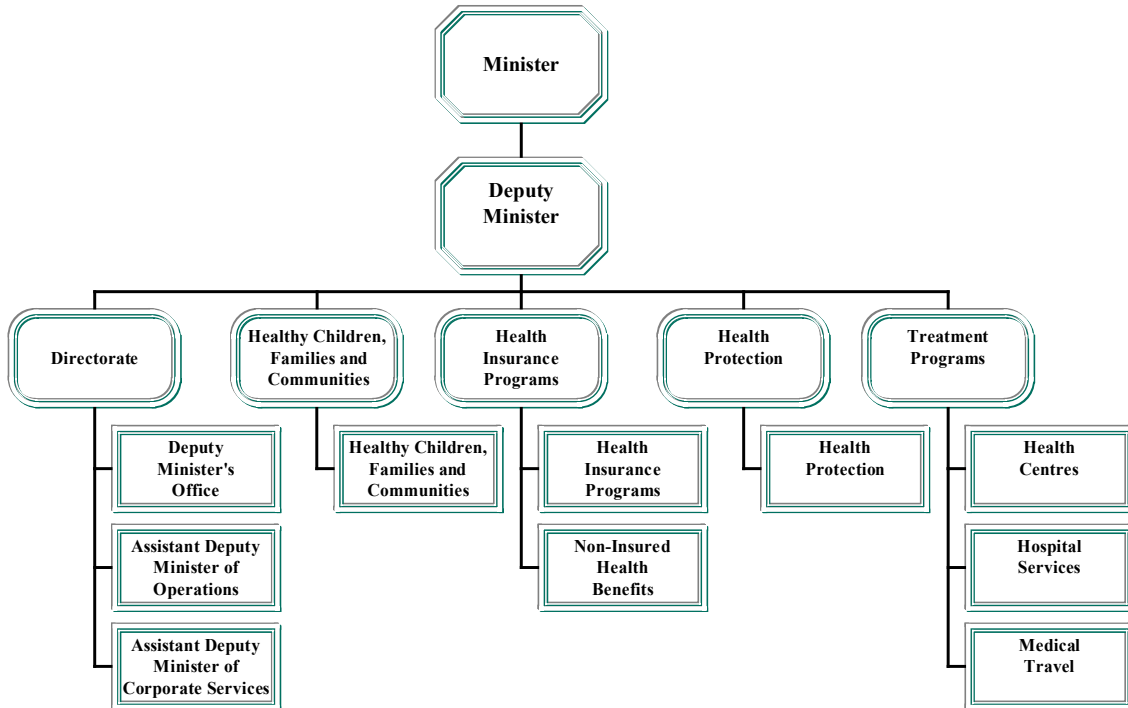 Minister
Deputy
Minister
Directorate
Healthy Children,
Families and
Communities
Health
Insurance
Programs
Health
Protection
Treatment
Programs
Deputy
Minister's
Office
Assistant Deputy
Minister of
Operations
Assistant Deputy
Minister of
Corporate Services
Healthy Children,
Families and
Communities
Health
Insurance
Programs
Non-Insured
Health
Benefits
Health
Protection
Health
Centres
Hospital
Services
Medical
Travel